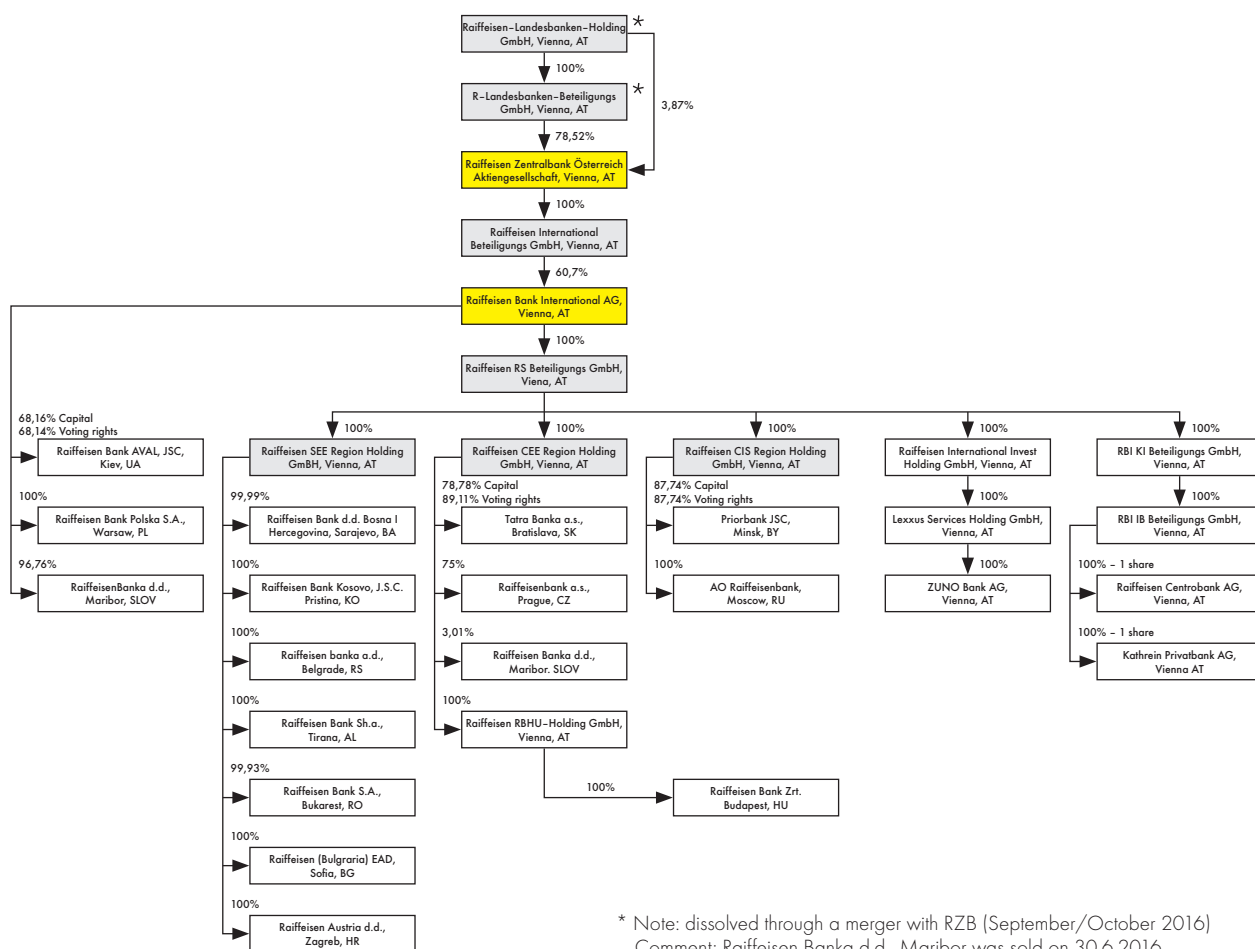 Raiffeisen-Landesbanken-Holding
GmbH, Vienna, AT
*
100%
R-Landesbanken-Beteiligungs
GmbH, Vienna, AT
*
3,87%
78,52%
Raiffeisen Zentralbank Österreich
Aktiengesellschaft, Vienna, AT
100%
Raiffeisen International
Beteiligungs GmbH, Vienna, AT
60,7%
Raiffeisen Bank International AG,
Vienna, AT
100%
Raiffeisen RS Beteiligungs GmbH,
Viena, AT
68,16% Capital
68,14% Voting rights
Raiffeisen Bank AVAL, JSC,
Kiev, UA
100%
Raiffeisen Bank Polska S.A.,
Warsaw, PL
96,76%
RaiffeisenBanka d.d.,
Maribor, SLOV
100%
Raiffeisen SEE Region Holding
GmBH, Vienna, AT
99,99%
Raiffeisen Bank d.d. Bosna I
Hercegovina, Sarajevo, BA
100%
Raiffeisen Bank Kosovo, J.S.C.
Pristina, KO
100%
Raiffeisen banka a.d.,
Belgrade, RS
100%
Raiffeisen Bank Sh.a.,
Tirana, AL
99,93%
Raiffeisen Bank S.A.,
Bukarest, RO
100%
Raiffeisen (Bulgraria) EAD,
Sofia, BG
100%
Raiffeisen Austria d.d.,
Zagreb, HR
100%
Raiffeisen CEE Region Holding
GmbH, Vienna, AT
78,78% Capital
89,11% Voting rights
Tatra Banka a.s.,
Bratislava, SK
75%
Raiffeisenbank a.s.,
Prague, CZ
3,01%
Raiffeisen Banka d.d.,
Maribor. SLOV
100%
Raiffeisen RBHU-Holding GmbH,
Vienna, AT
100%
Raiffeisen Bank Zrt.
Budapest, HU
100%
Raiffeisen CIS Region Holding
GmbH, Vienna, AT
87,74% Capital
87,74% Voting rights
Priorbank JSC,
Minsk, BY
100%
AO Raiffeisenbank,
Moscow, RU
100%
Raiffeisen International Invest
Holding GmbH, Vienna, AT
100%
Lexxus Services Holding GmbH,
Vienna, AT
100%
ZUNO Bank AG,
Vienna, AT
100%
RBI KI Beteiligungs GmbH,
Vienna, AT
100%
RBI IB Beteiligungs GmbH,
Vienna, AT
100% – 1 share
Raiffeisen Centrobank AG,
Vienna, AT
100% – 1 share
Kathrein Privatbank AG,
Vienna AT
* Note: dissolved through a merger with RZB (September/October 2016)
Comment: Raiffeisen Banka d.d., Maribor was sold on 30.6.2016